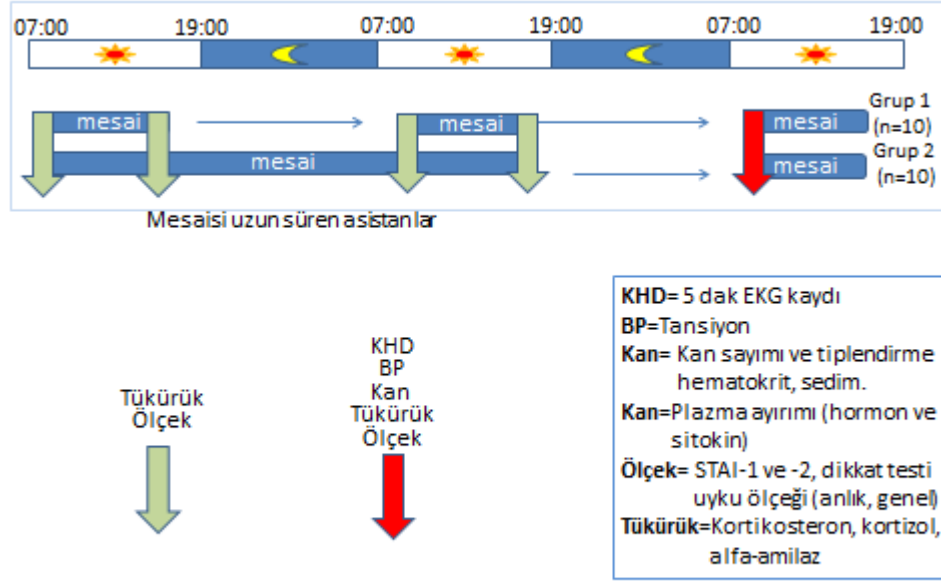 07:00 19:00 07:00 19:00 07:00 19:00
mesai mesai mesai Grup 1
(n=10)
mesai mesai Grup 2
(n=10)
Mesaisi uzun süren asistanlar
KHD
BP
Kan
Tükürük
Ölçek
Tükürük
Ölçek
KHD= 5 dak EKG kaydı
BP=Tansiyon
Kan= Kan sayımı ve tiplendirme
hematokrit, sedim.
Kan=Plazma ayırımı (hormon ve
sitokin)
Ölçek= STAI-1 ve -2, dikkat testi
uyku ölçeği (anlık, genel)
Tükürük=Kortikosteron, kortizol,
alfa-amilaz